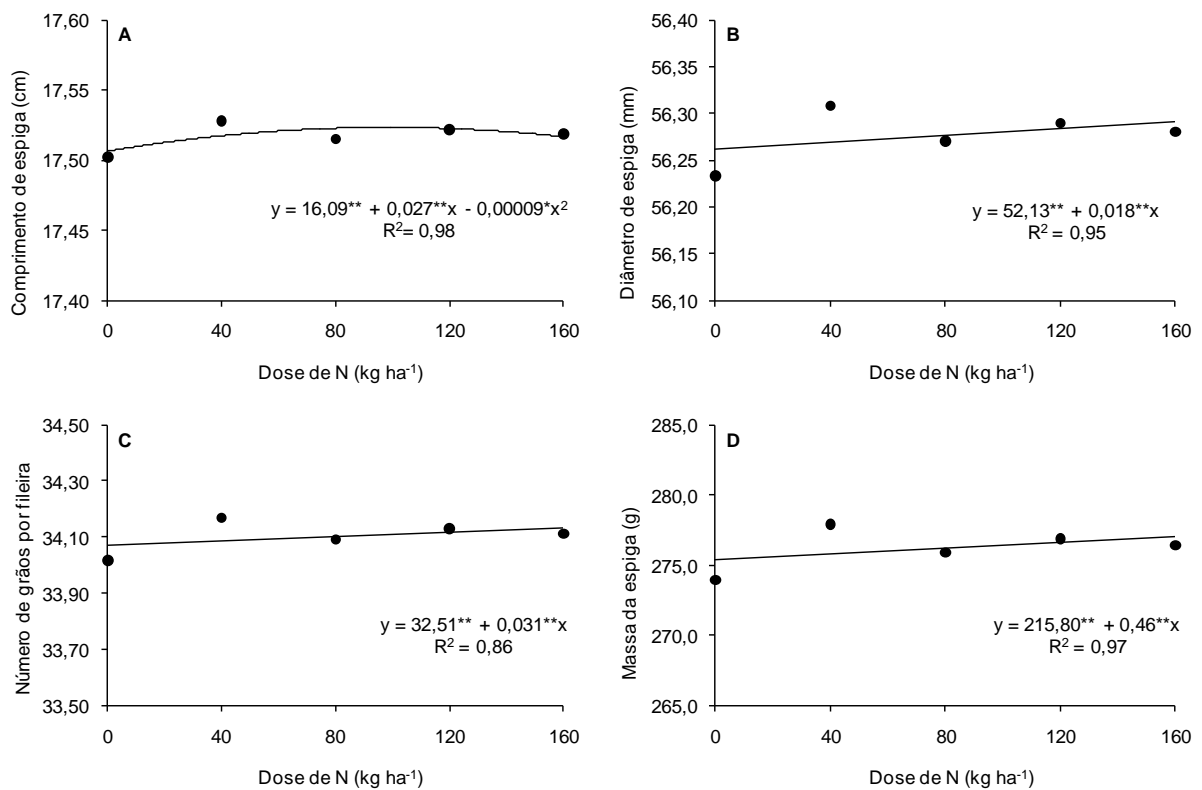 A
Comprimento de espiga (cm)
17,60
17,55
17,50
17,45
17,40
y = 16,09** + 0,027**x - 0,00009*x²
R²= 0,98
0 40 80 120 160
Dose de N (kg ha⁻¹)
B
Diâmetro de espiga (mm)
56,40
56,35
56,30
56,25
56,20
56,15
56,10
y = 52,13** + 0,018**x
R² = 0,95
0 40 80 120 160
Dose de N (kg ha⁻¹)
C
Número de grãos por fileira
34,50
34,30
34,10
33,90
33,70
33,50
y = 32,51** + 0,031**x
R² = 0,86
0 40 80 120 160
Dose de N (kg ha⁻¹)
D
Massa da espiga (g)
285,0
280,0
275,0
270,0
265,0
y = 215,80** + 0,46**x
R² = 0,97
0 40 80 120 160
Dose de N (kg ha⁻¹)